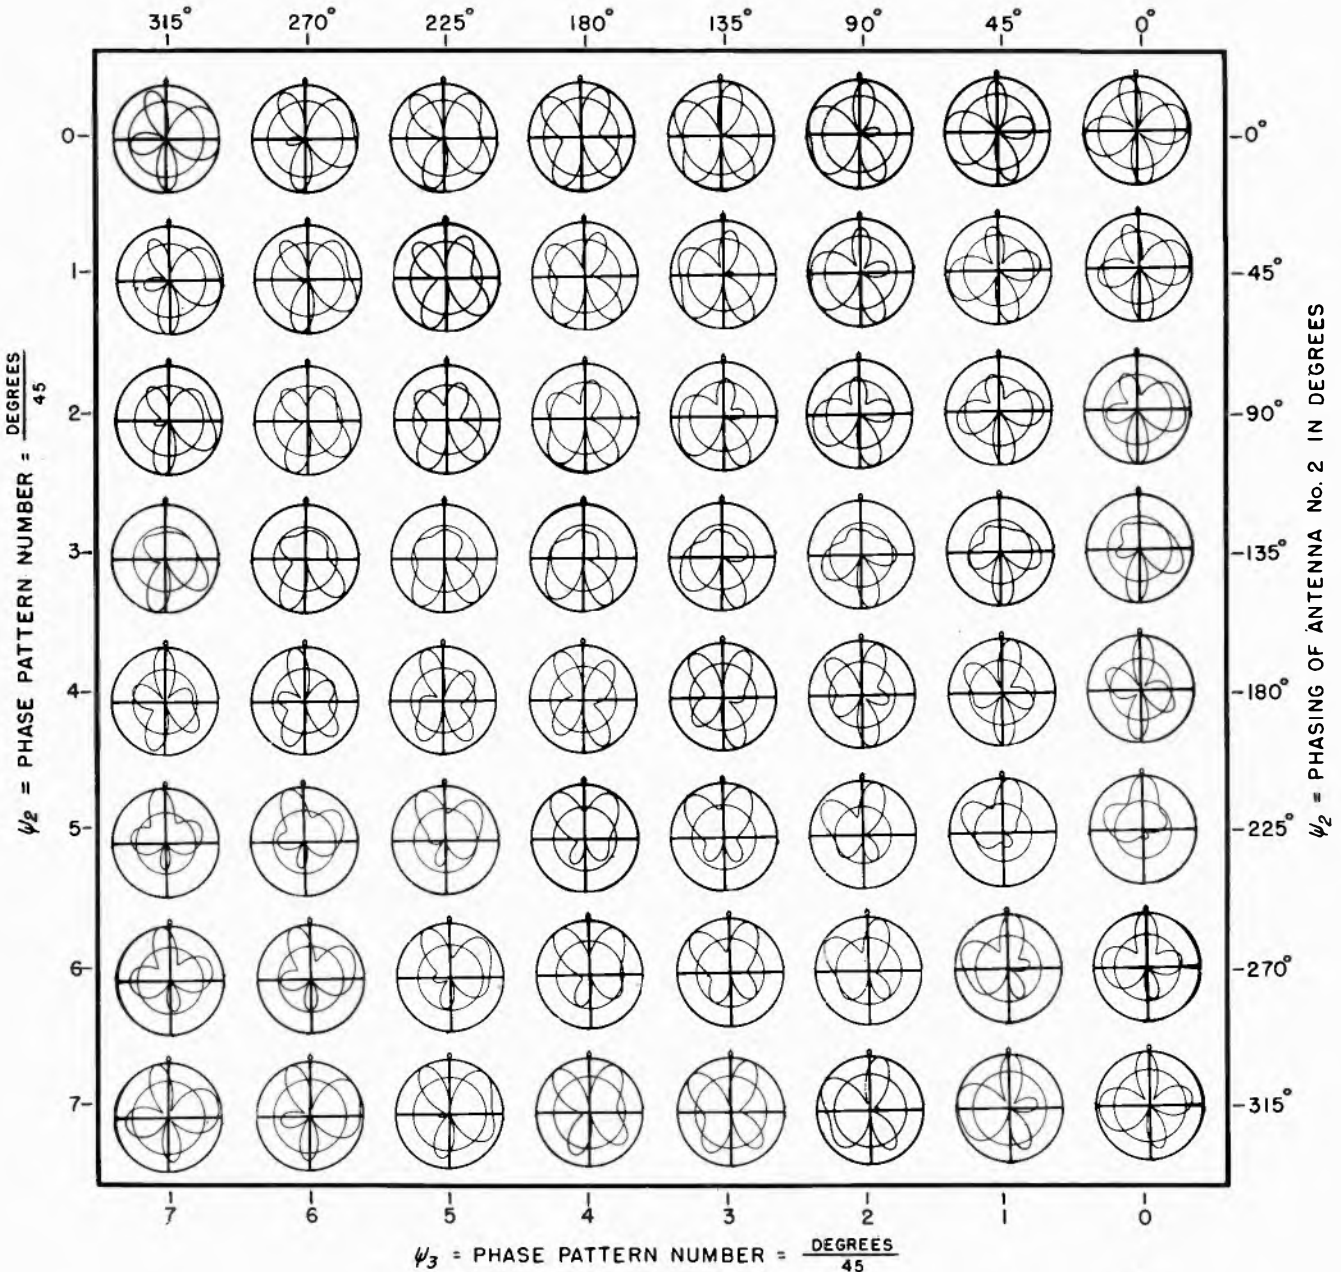 315° 270° 225° 180° 135° 90° 45° 0°
0 0°
1 45°
2 90°
3 135°
4 180°
5 225°
6 270°
7 315°
ψ2 = PHASE PATTERN NUMBER = DEGREES
45
ψ2 = PHASING OF ANTENNA No. 2 IN DEGREES
7 6 5 4 3 2 1 0
ψ3 = PHASE PATTERN NUMBER = DEGREES
45